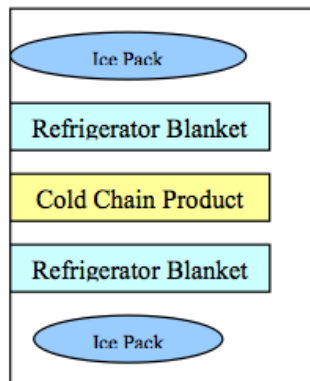 Ice Pack
Refrigerator Blanket
Cold Chain Product
Refrigerator Blanket
Ice Pack